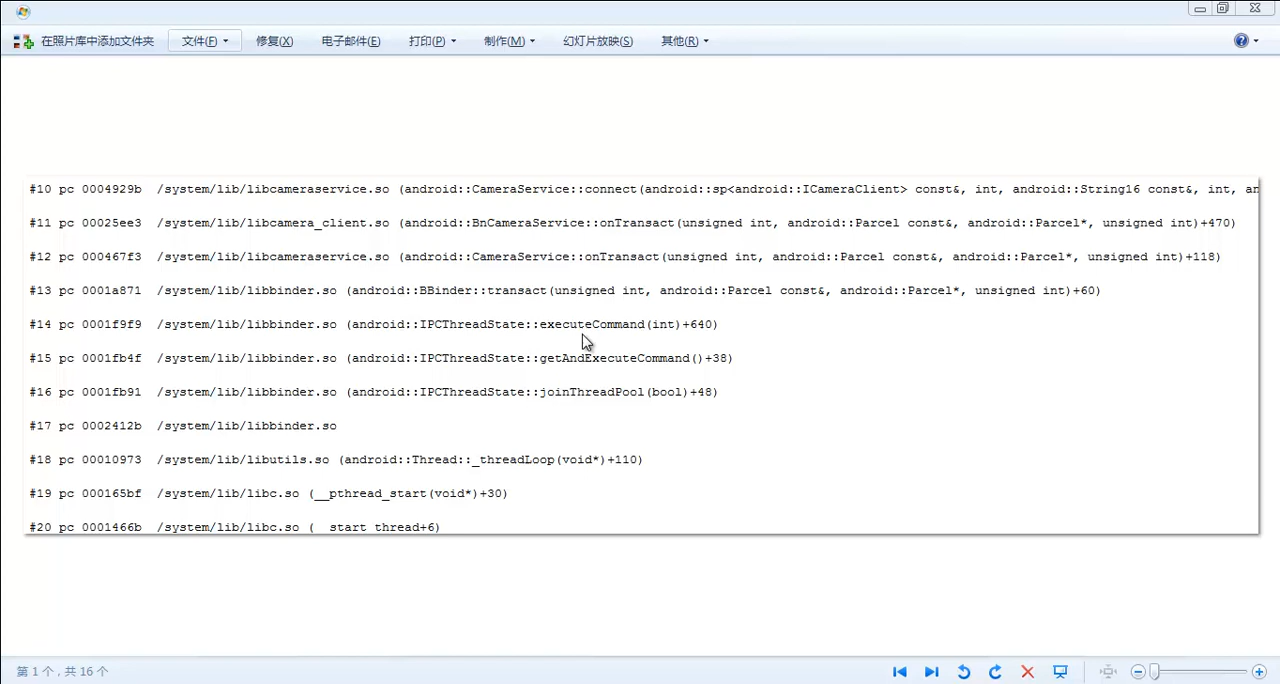 在照片库中添加文件夹 文件(F) 修复(X) 电子邮件(E) 打印(P) 制作(M) 幻灯片放映(S) 其他(R)
#10 pc 0004929b /system/lib/libcameraservice.so (android::CameraService::connect(android::sp<android::ICameraClient> const&, int, android::String16 const&, int, an
#11 pc 00025ee3 /system/lib/libcamera_client.so (android::BnCameraService::onTransact(unsigned int, android::Parcel const&, android::Parcel*, unsigned int)+470)
#12 pc 000467f3 /system/lib/libcameraservice.so (android::CameraService::onTransact(unsigned int, android::Parcel const&, android::Parcel*, unsigned int)+118)
#13 pc 0001a871 /system/lib/libbinder.so (android::BBinder::transact(unsigned int, android::Parcel const&, android::Parcel*, unsigned int)+60)
#14 pc 0001f9f9 /system/lib/libbinder.so (android::IPCThreadState::executeCommand(int)+640)
#15 pc 0001fb4f /system/lib/libbinder.so (android::IPCThreadState::getAndExecuteCommand()+38)
#16 pc 0001fb91 /system/lib/libbinder.so (android::IPCThreadState::joinThreadPool(bool)+48)
#17 pc 0002412b /system/lib/libbinder.so
#18 pc 00010973 /system/lib/libutils.so (android::Thread::_threadLoop(void*)+110)
#19 pc 000165bf /system/lib/libc.so (__pthread_start(void*)+30)
#20 pc 0001466b /system/lib/libc.so (__start_thread+6)
第 1 个，共 16 个